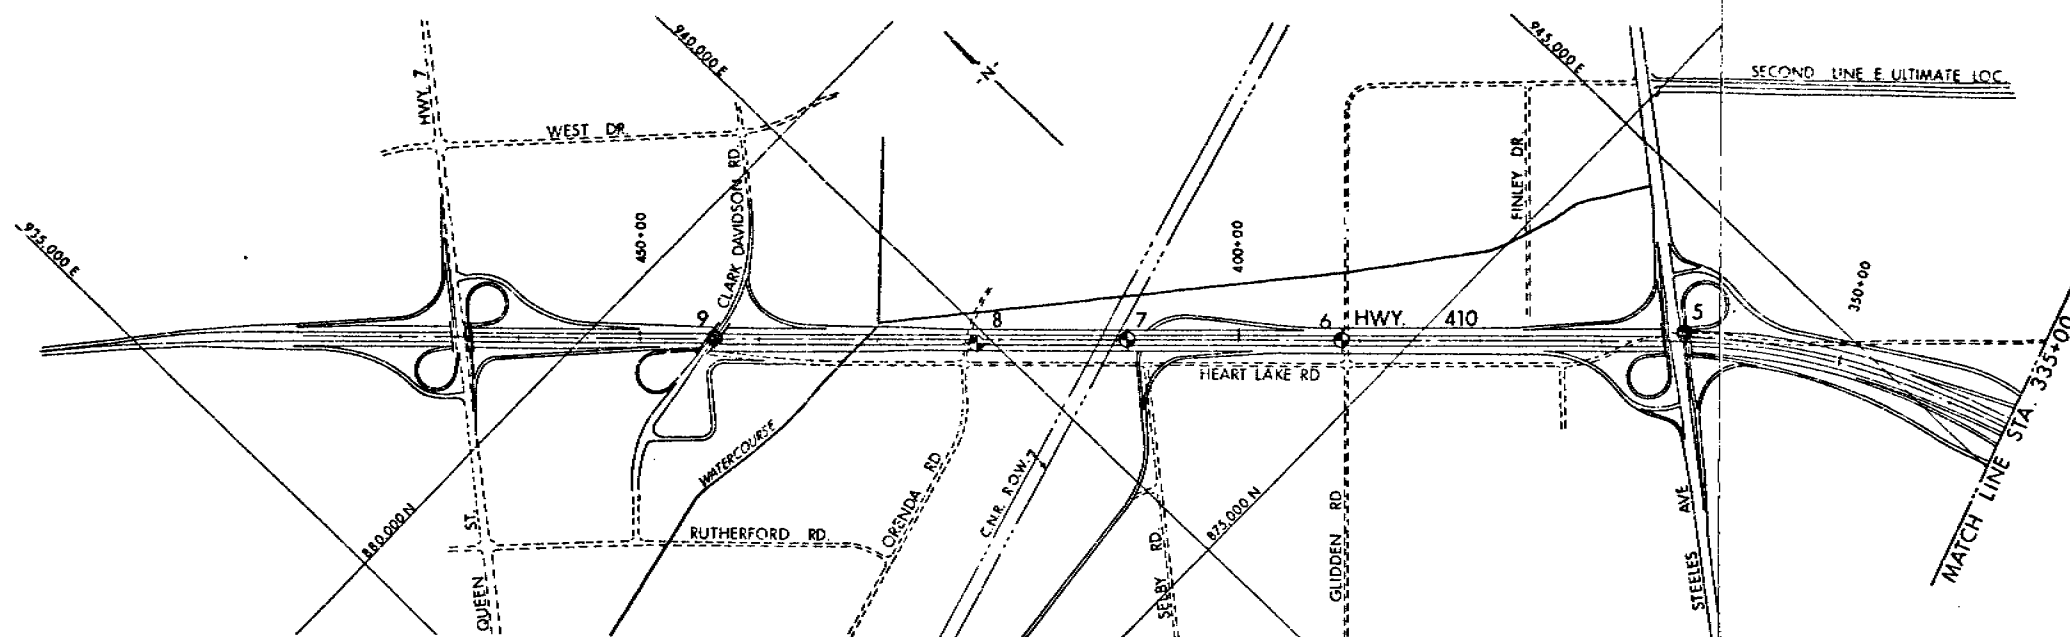 940,000 E
945,000 E
SECOND LINE E. ULTIMATE LOC.
HWY. 7
N
WEST DR.
CLARK DAVIDSON RD.
FINLEY DR.
450+00
400+00
350+00
935,000 E
9
8
7
6
HWY. 410
5
HEART LAKE RD
MATCH LINE STA. 335+00
WATERCOURSE
ORENDA RD
C.N.R. R.O.W.
880,000 N
875,000 N
GLIDDEN RD
QUEEN ST.
RUTHERFORD RD.
SELBY RD.
STEELES AVE